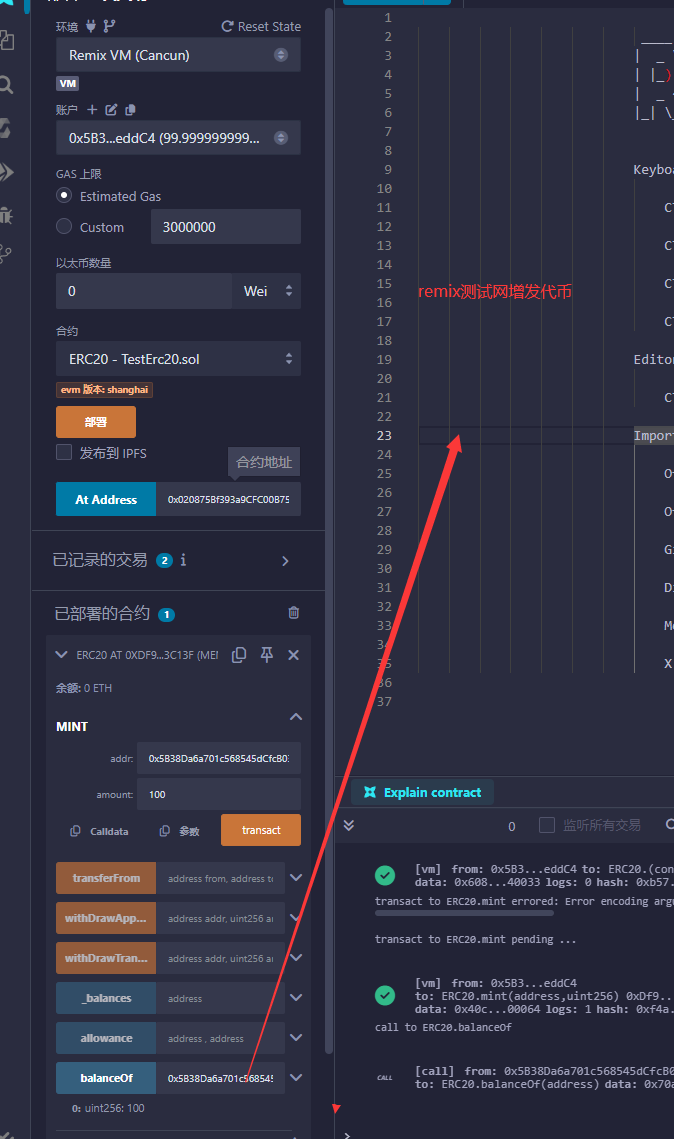 环境
Reset State
Remix VM (Cancun)
VM
账户
0x5B3...eddC4 (99.999999999...
GAS 上限
Estimated Gas
Custom
3000000
以太币数量
0
Wei
合约
ERC20 - TestErc20.sol
evm 版本: shanghai
部署
发布到 IPFS
合约地址
At Address
0x020875Bf393a9CFC00B75
已记录的交易 2 i
已部署的合约 1
ERC20 AT 0XDF9...3C13F (MEM
余额: 0 ETH
MINT
addr:
0x5B38Da6a701c568545dCfcB03
amount:
100
Calldata
参数
transact
transferFrom
address from, address to
withDrawApp...
address addr, uint256 am
withDrawTran...
address addr, uint256 am
_balances
address
allowance
address , address
balanceOf
0x5B38Da6a701c568545
0: uint256: 100
1
2
3
4
5
6
7
8
9 Keyboa
10
11
12
13
14
15
16
17
18
19 Editor
20
21
22
23 Import
24
25
26
27
28
29
30
31
32
33
34
35
36
37
remix测试网增发代币
Explain contract
0
监听所有交易
[vm] from: 0x5B3...eddC4 to: ERC20.(con
data: 0x608...40033 logs: 0 hash: 0xb57.
transact to ERC20.mint errored: Error encoding argu
transact to ERC20.mint pending ...
[vm] from: 0x5B3...eddC4
to: ERC20.mint(address,uint256) 0xDf9...
data: 0x40c...00064 logs: 1 hash: 0xf4a.
call to ERC20.balanceOf
CALL
[call] from: 0x5B38Da6a701c568545dCfcB0
to: ERC20.balanceOf(address) data: 0x70a